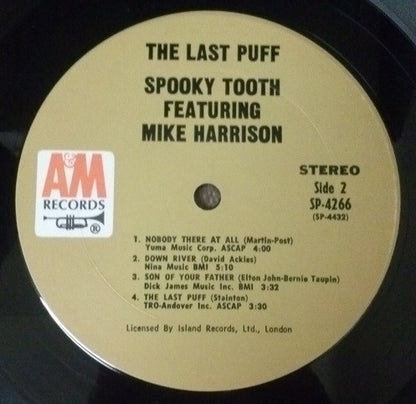 THE LAST PUFF
SPOOKY TOOTH
FEATURING
MIKE HARRISON
A&M
RECORDS
®
STEREO
Side 2
SP-4266
(SP-4432)
1. NOBODY THERE AT ALL (Martin-Post)
Yuma Music Corp. ASCAP 4:00
2. DOWN RIVER (David Ackles)
Nina Music BMI 5:10
3. SON OF YOUR FATHER (Elton John-Bernie Taupin)
Dick James Music Inc. BMI 3:32
4. THE LAST PUFF (Stainton)
TRO-Andover Inc. ASCAP 3:30
Licensed By Island Records, Ltd., London